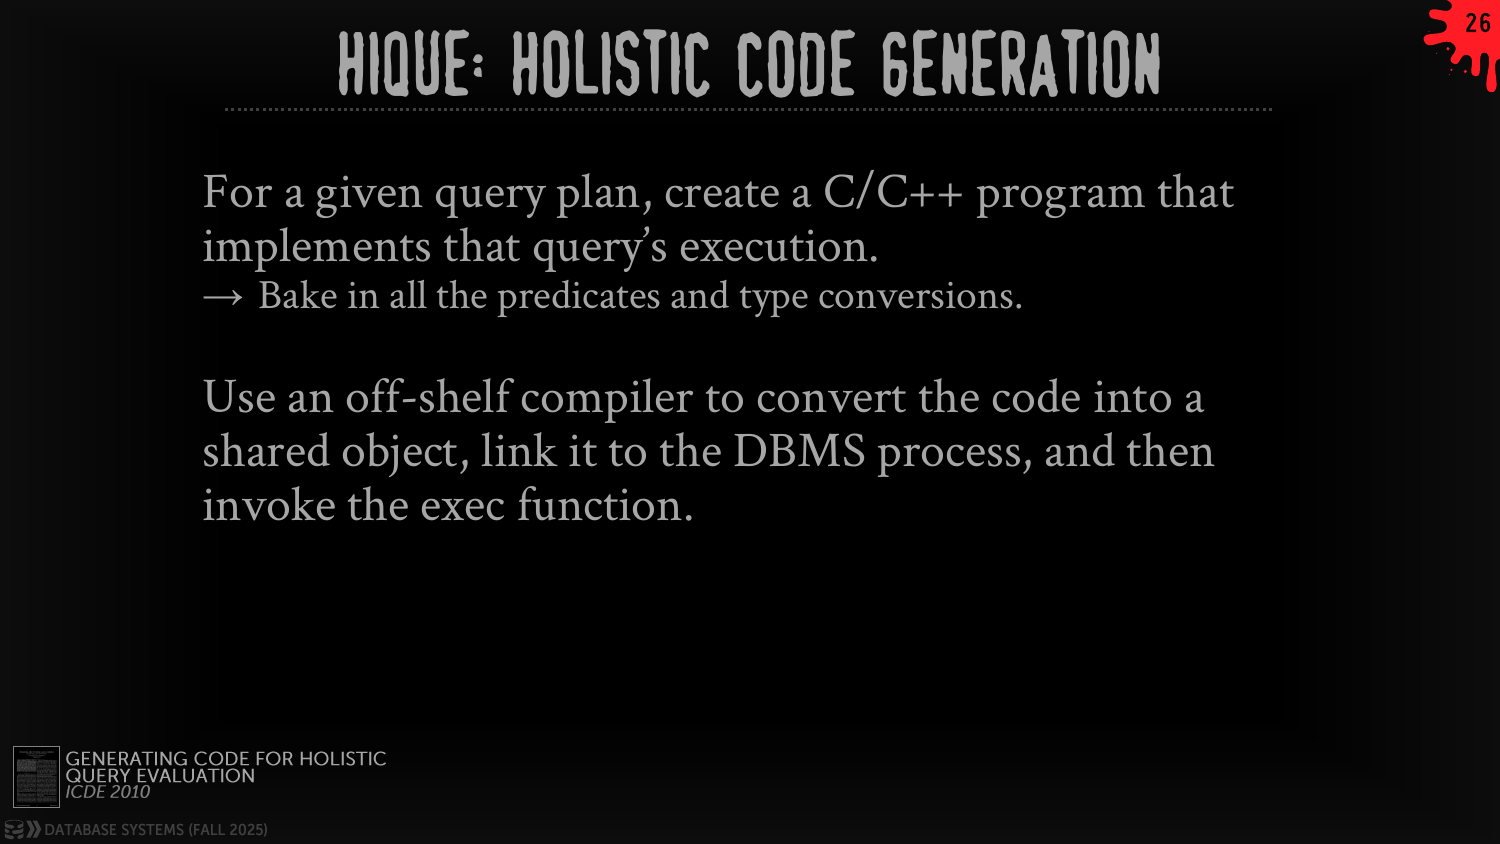 HIQUE: HOLISTIC CODE GENERATION
26
For a given query plan, create a C/C++ program that
implements that query’s execution.
→ Bake in all the predicates and type conversions.
Use an off-shelf compiler to convert the code into a
shared object, link it to the DBMS process, and then
invoke the exec function.
GENERATING CODE FOR HOLISTIC
QUERY EVALUATION
ICDE 2010
DATABASE SYSTEMS (FALL 2025)